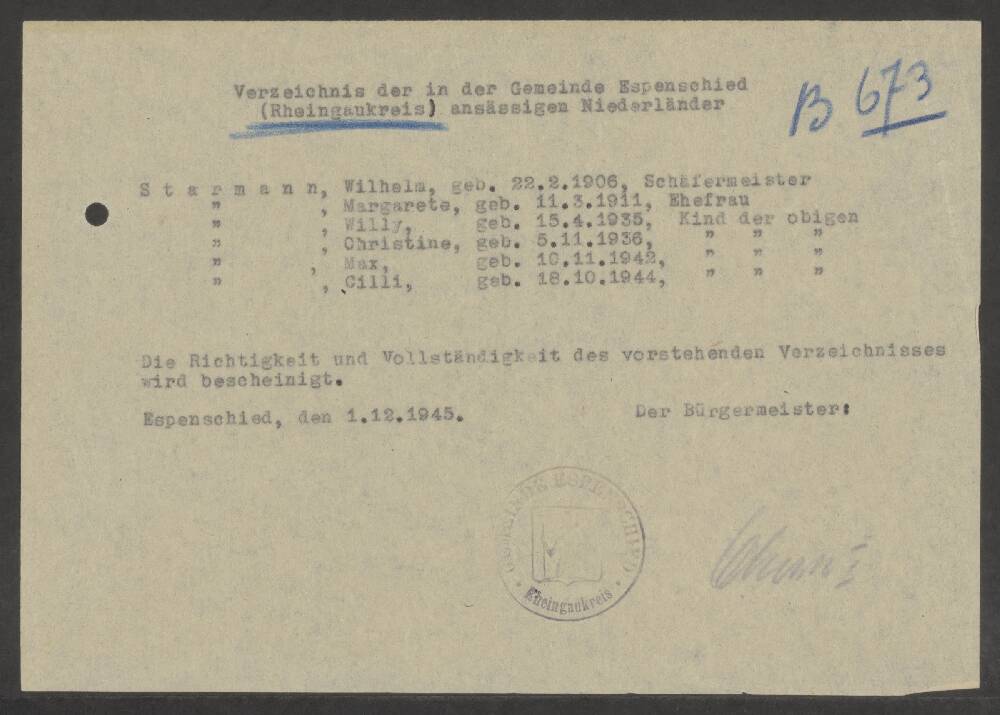 Verzeichnis der in der Gemeinde Espenschied
(Rheingaukreis) ansässigen Niederländer
B 673
Starmann, Wilhelm, geb. 22.2.1906, Schäfermeister
" , Margarete, geb. 11.3.1911, Ehefrau
" , Willy, geb. 15.4.1935, Kind der obigen
" , Christine, geb. 5.11.1936, " " "
" , Max, geb. 10.11.1942, " " "
" , Cilli, geb. 18.10.1944, " " "
Die Richtigkeit und Vollständigkeit des vorstehenden Verzeichnisses
wird bescheinigt.
Espenschied, den 1.12.1945. Der Bürgermeister:
GEMEINDE ESPENSCHIED
Rheingaukreis